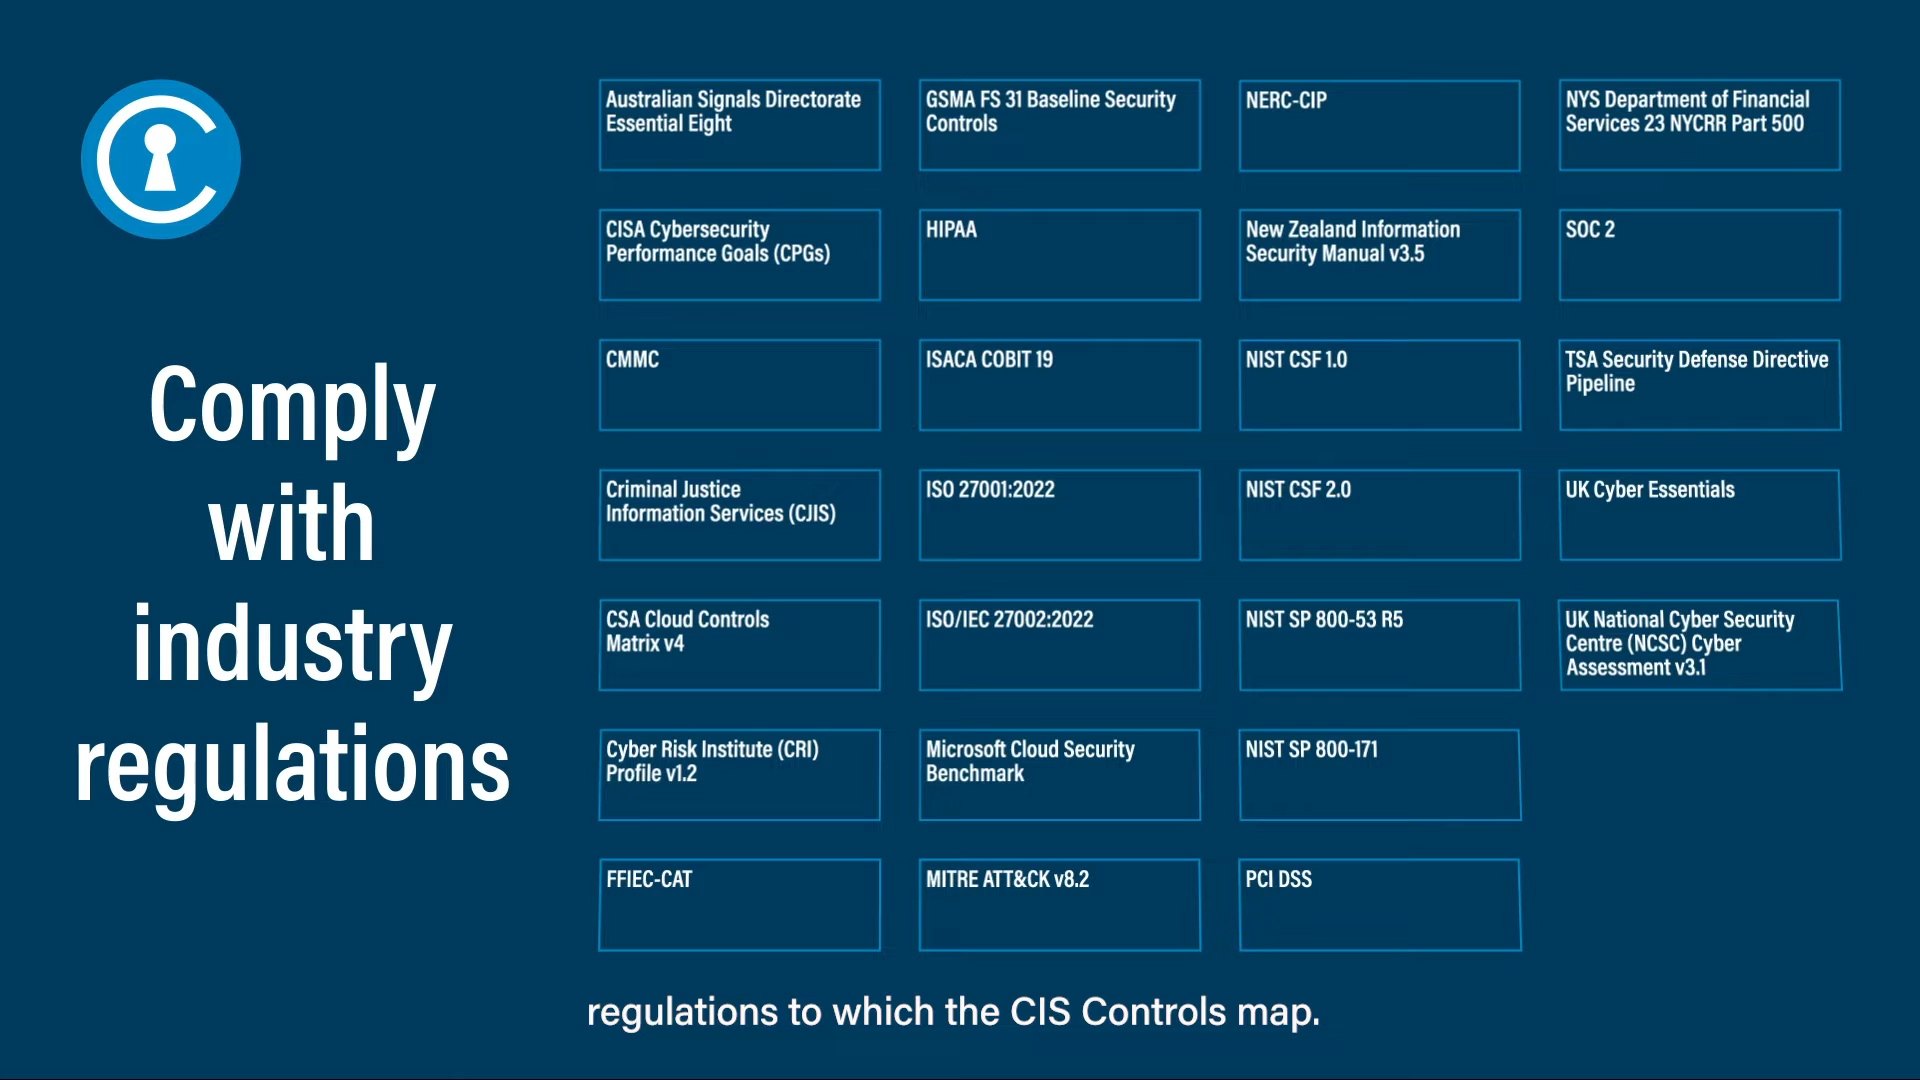 Comply
with
industry
regulations
Australian Signals Directorate
Essential Eight
CISA Cybersecurity
Performance Goals (CPGs)
CMMC
Criminal Justice
Information Services (CJIS)
CSA Cloud Controls
Matrix v4
Cyber Risk Institute (CRI)
Profile v1.2
FFIEC-CAT
GSMA FS 31 Baseline Security
Controls
HIPAA
ISACA COBIT 19
ISO 27001:2022
ISO/IEC 27002:2022
Microsoft Cloud Security
Benchmark
MITRE ATT&CK v8.2
NERC-CIP
New Zealand Information
Security Manual v3.5
NIST CSF 1.0
NIST CSF 2.0
NIST SP 800-53 R5
NIST SP 800-171
PCI DSS
NYS Department of Financial
Services 23 NYCRR Part 500
SOC 2
TSA Security Defense Directive
Pipeline
UK Cyber Essentials
UK National Cyber Security
Centre (NCSC) Cyber
Assessment v3.1
regulations to which the CIS Controls map.